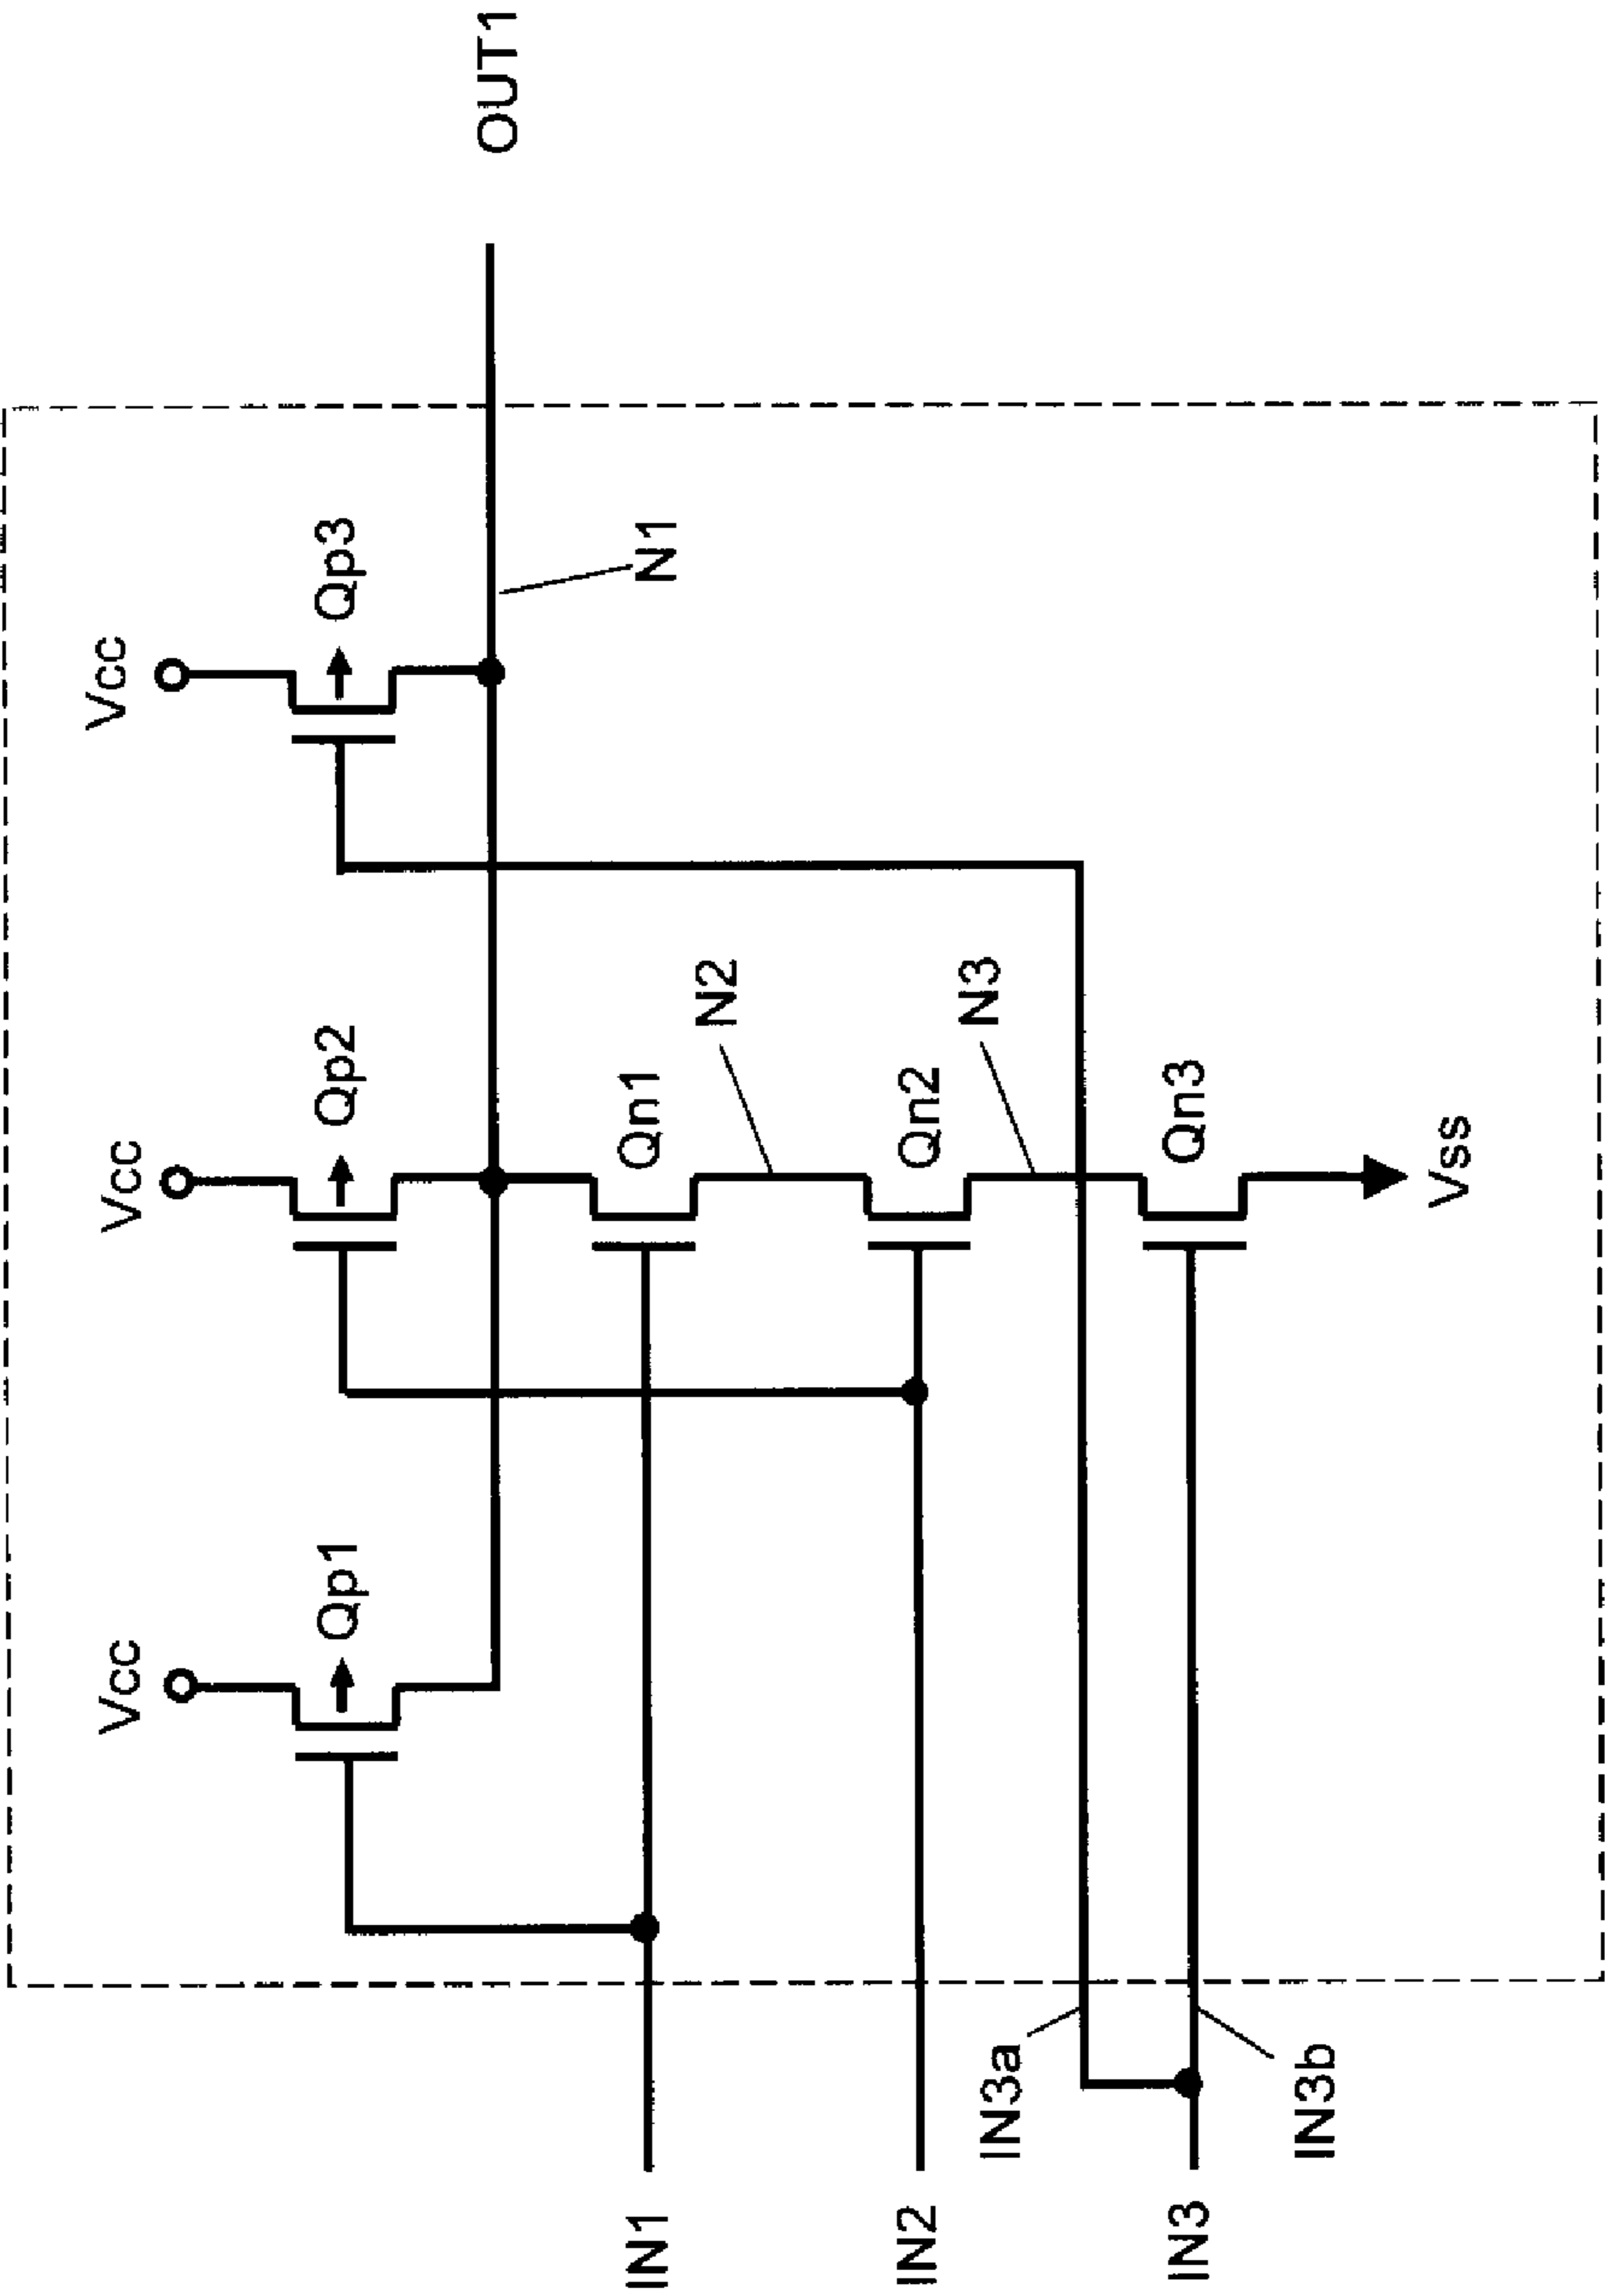 Vcc
Vcc
Vcc
Qp1
Qp2
Qp3
OUT1
N1
Qn1
N2
IN1
Qn2
IN2
N3
IN3a
Qn3
IN3
IN3b
Vss